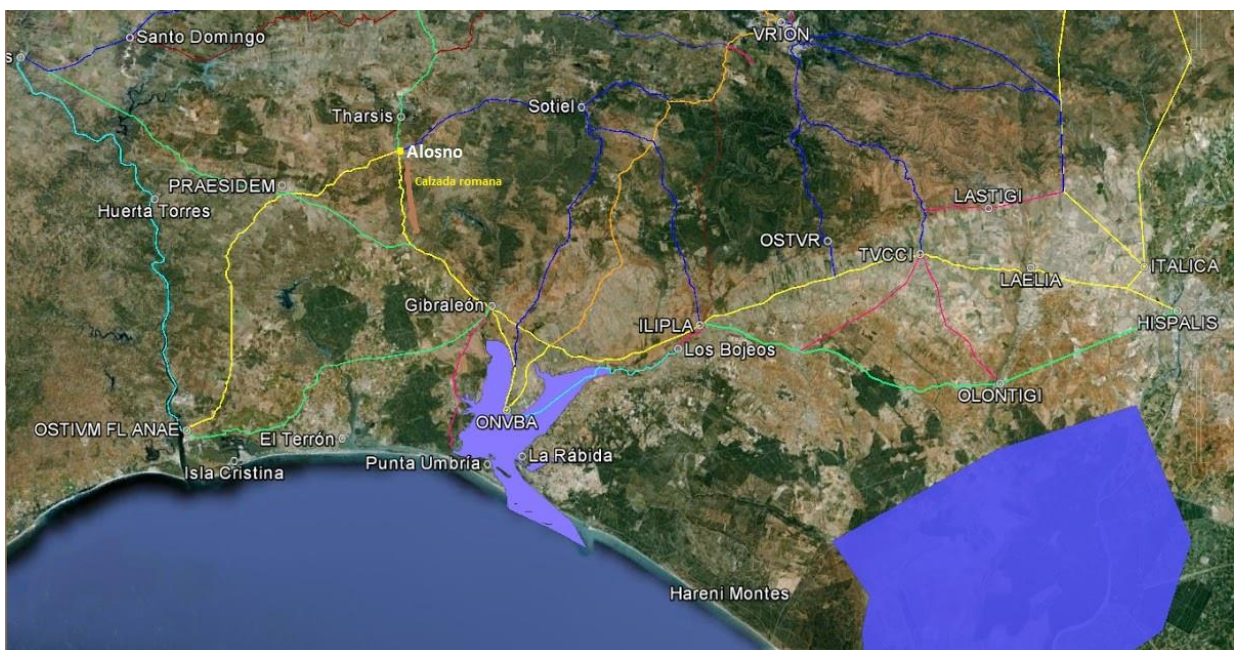 Santo Domingo
s
VRION
Tharsis
Sotiel
Alosno
Calzada romana
PRAESIDEM
Huerta Torres
LASTIGI
OSTVR
TVCCI
LAELIA
ITALICA
Gibraleón
ILIPLA
HISPALIS
Los Bojeos
OLONTIGI
ONVBA
OSTIVM FL ANAE
El Terrón
Isla Cristina
Punta Umbría
La Rábida
Hareni Montes